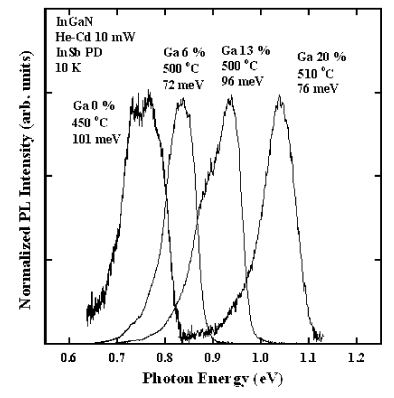 InGaN
He-Cd 10 mW
InSb PD
10 K
Ga 0 %
450 °C
101 meV
Ga 6 %
500 °C
72 meV
Ga 13 %
500 °C
96 meV
Ga 20 %
510 °C
76 meV
Normalized PL Intensity (arb. units)
0.6 0.7 0.8 0.9 1.0 1.1 1.2
Photon Energy (eV)